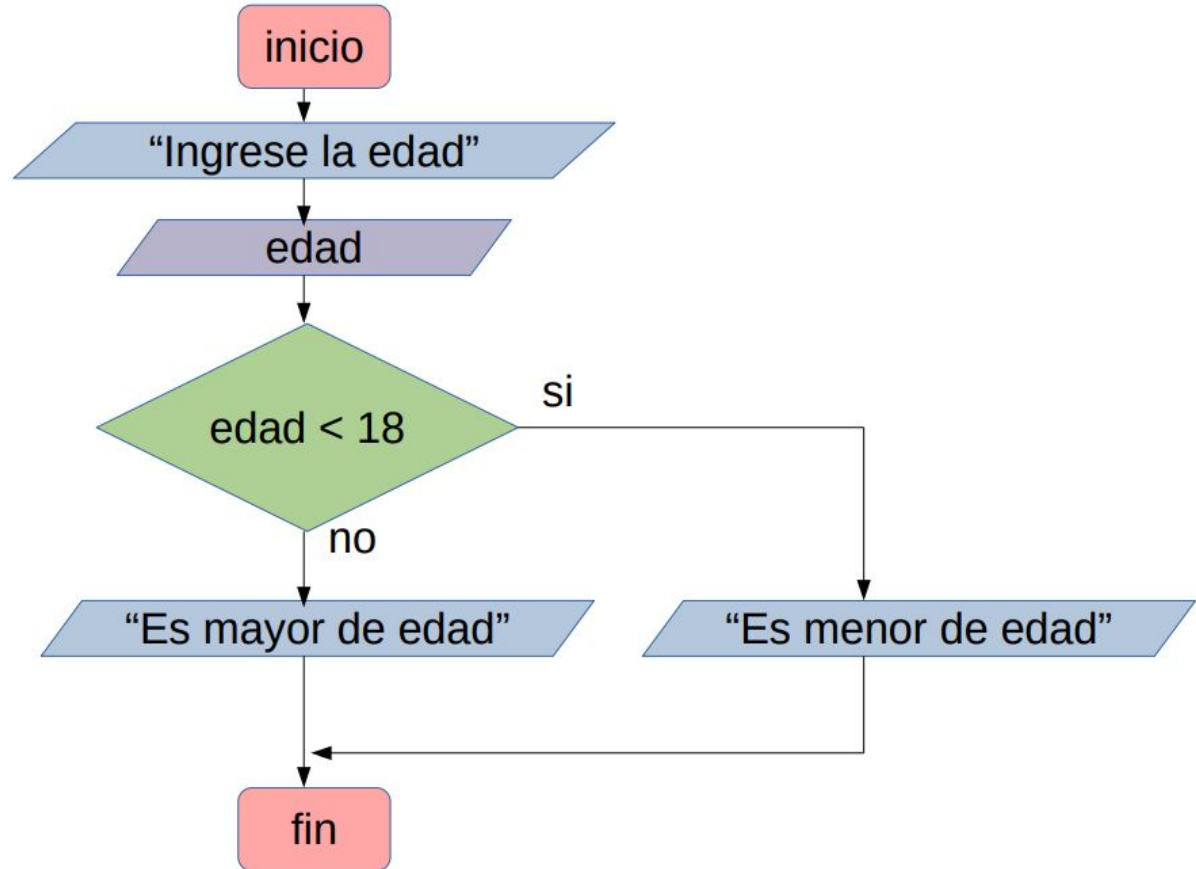 inicio
“Ingrese la edad”
edad
edad < 18
si
no
“Es mayor de edad”
“Es menor de edad”
fin